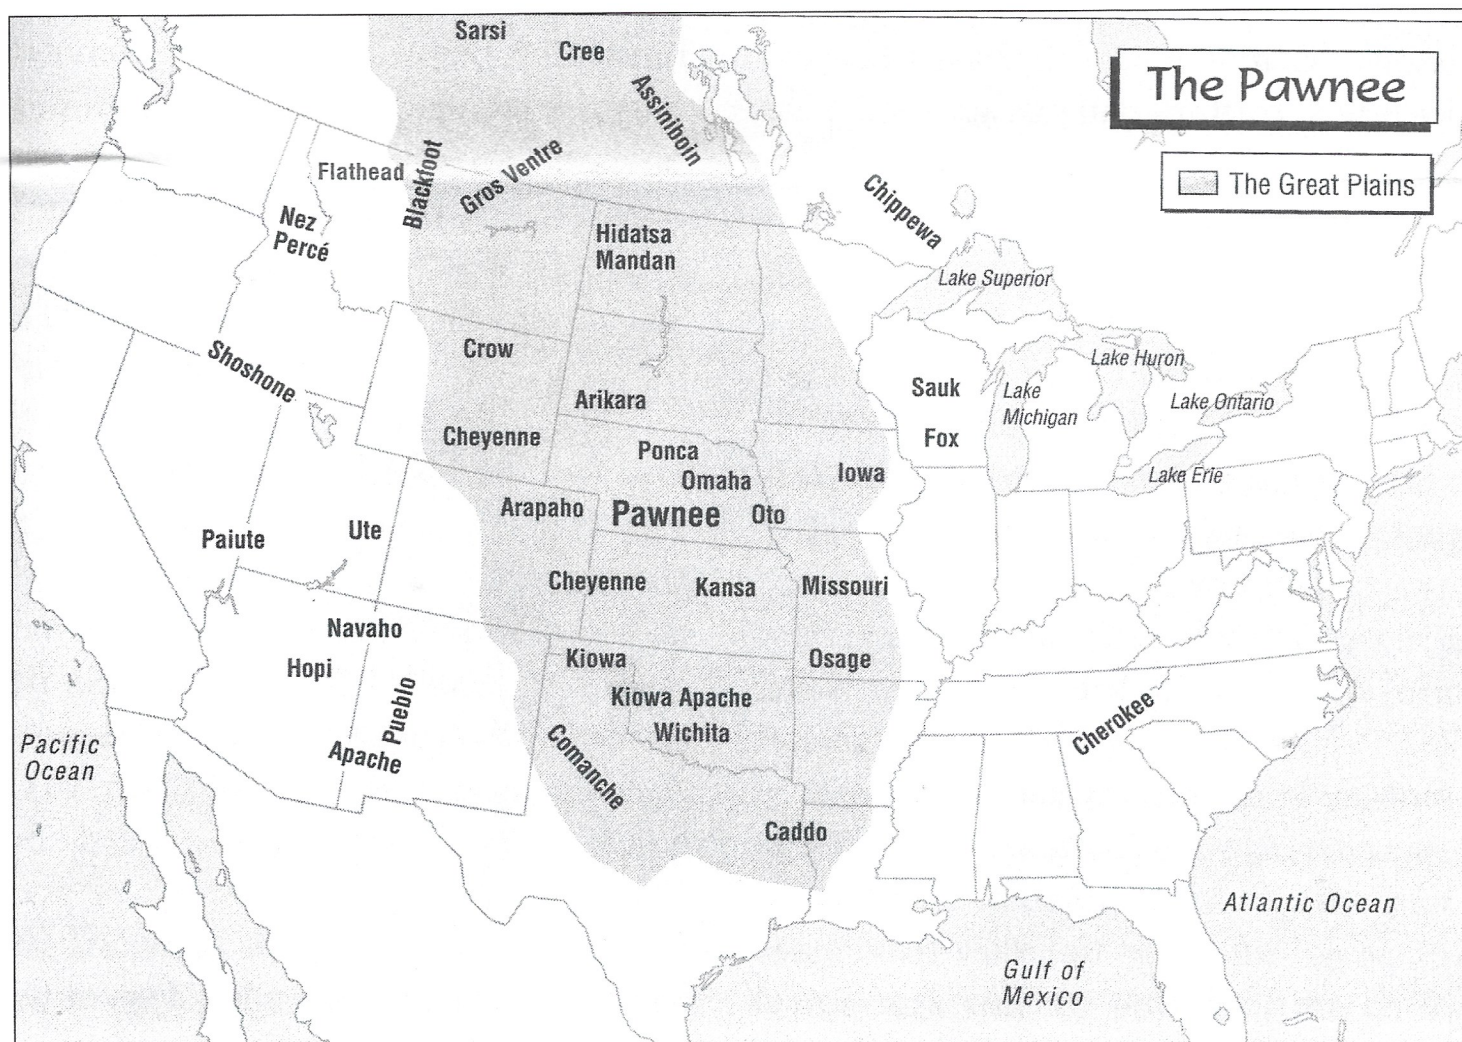 Sarsi
Cree
Assiniboin
The Pawnee
The Great Plains
Flathead
Blackfoot
Gros Ventre
Chippewa
Nez
Percé
Hidatsa
Mandan
Lake Superior
Crow
Shoshone
Lake Huron
Sauk
Lake
Michigan
Lake Ontario
Arikara
Fox
Cheyenne
Ponca
Omaha
Iowa
Lake Erie
Arapaho
Pawnee
Oto
Paiute
Ute
Cheyenne
Kansa
Missouri
Navaho
Hopi
Kiowa
Osage
Pueblo
Kiowa Apache
Wichita
Cherokee
Apache
Comanche
Pacific
Ocean
Caddo
Atlantic Ocean
Gulf of
Mexico